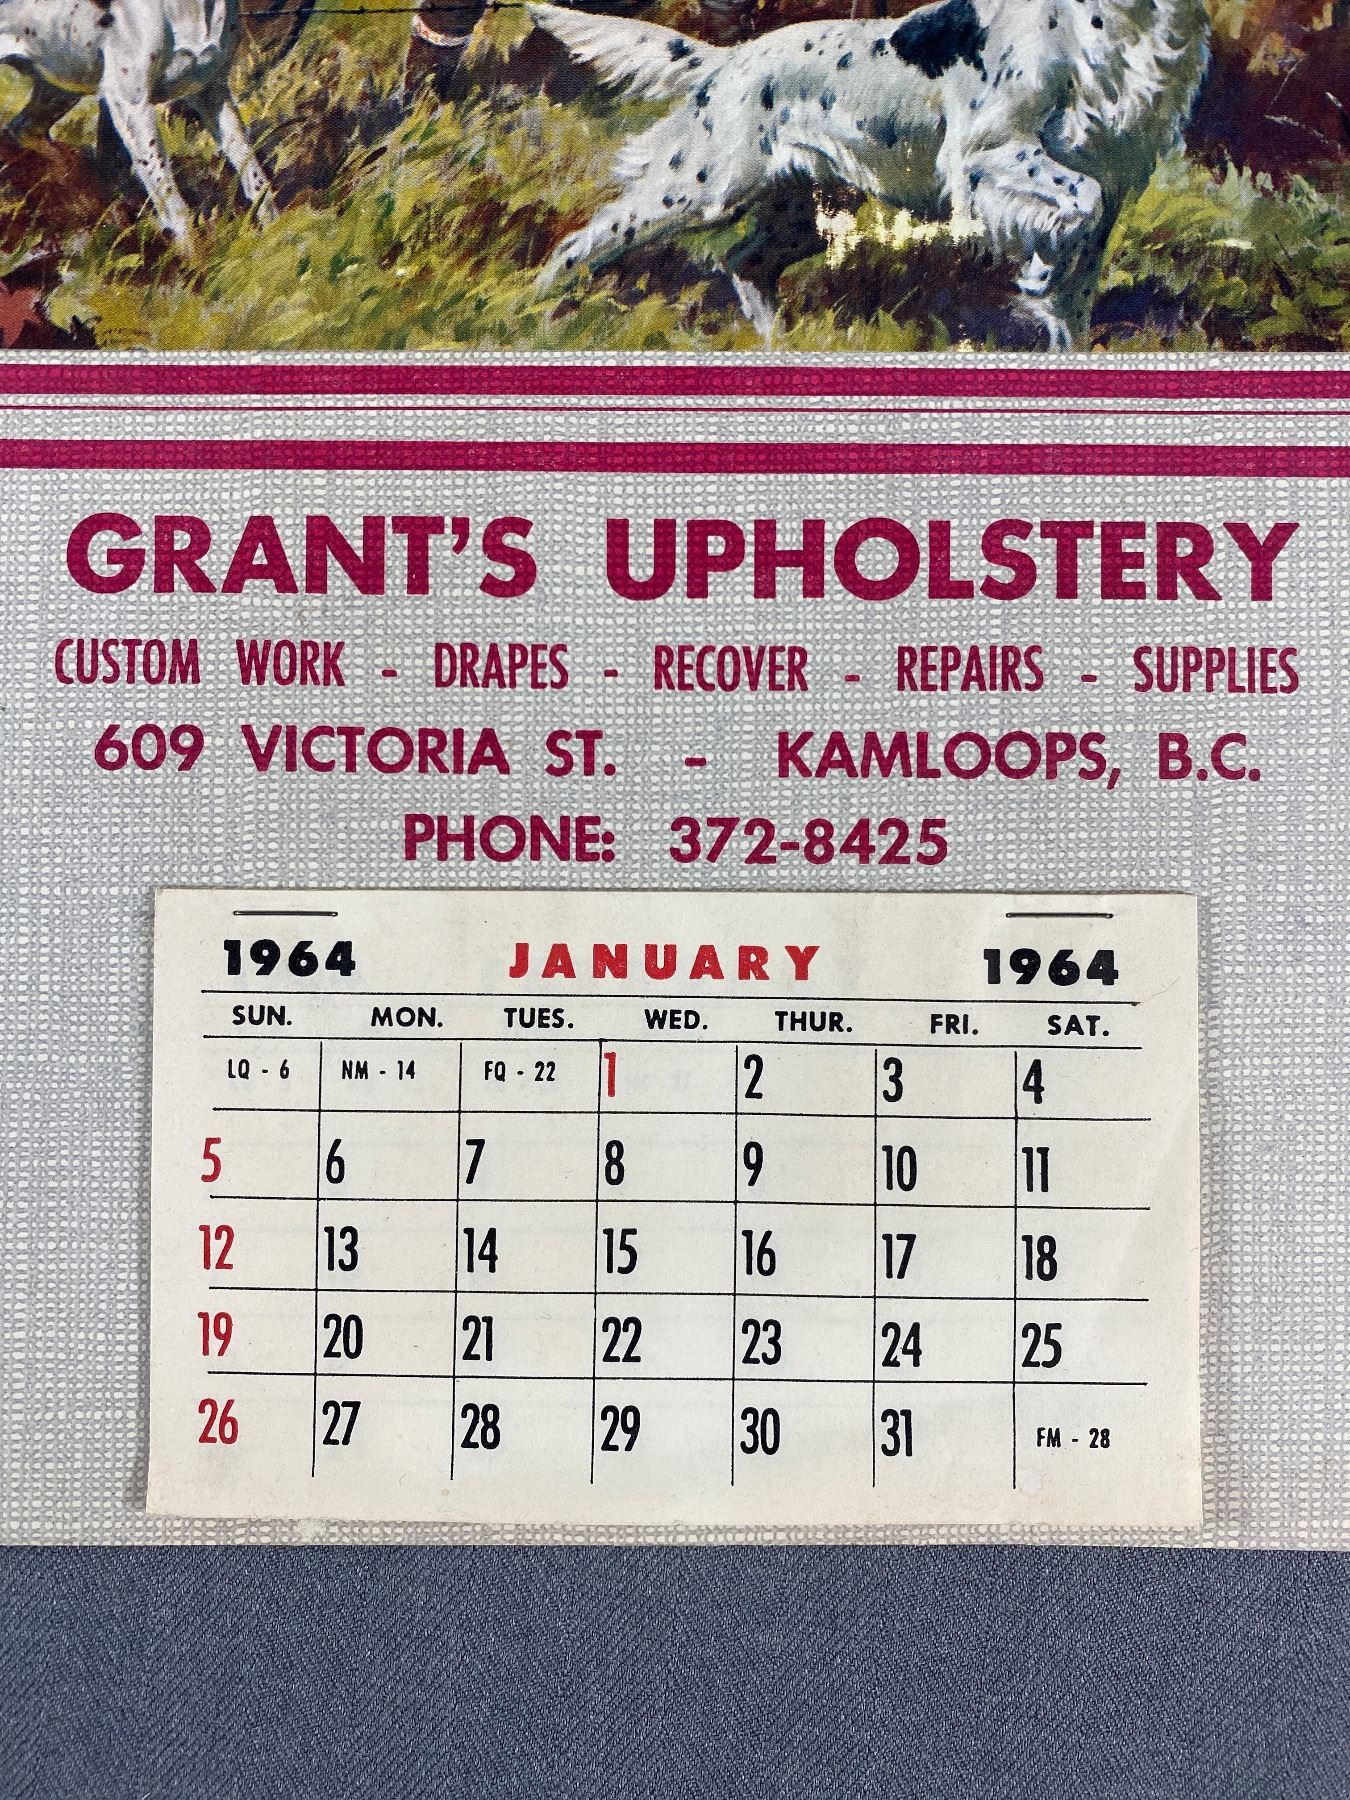 GRANT'S UPHOLSTERY
CUSTOM WORK - DRAPES - RECOVER - REPAIRS - SUPPLIES
609 VICTORIA ST. - KAMLOOPS, B.C.
PHONE: 372-8425
1964 JANUARY 1964
SUN. MON. TUES. WED. THUR. FRI. SAT.
LQ - 6 NM - 14 FQ - 22 1 2 3 4
5 6 7 8 9 10 11
12 13 14 15 16 17 18
19 20 21 22 23 24 25
26 27 28 29 30 31 FM - 28